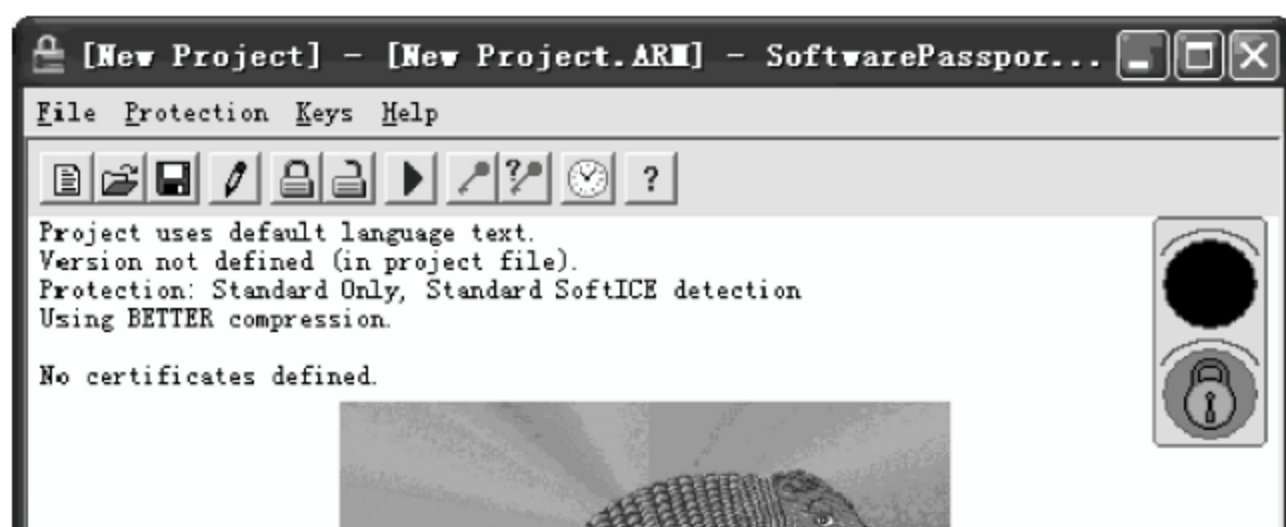 [New Project] - [New Project.ARM] - SoftwarePasspor...
File Protection Keys Help
Project uses default language text.
Version not defined (in project file).
Protection: Standard Only, Standard SoftICE detection
Using BETTER compression.
No certificates defined.